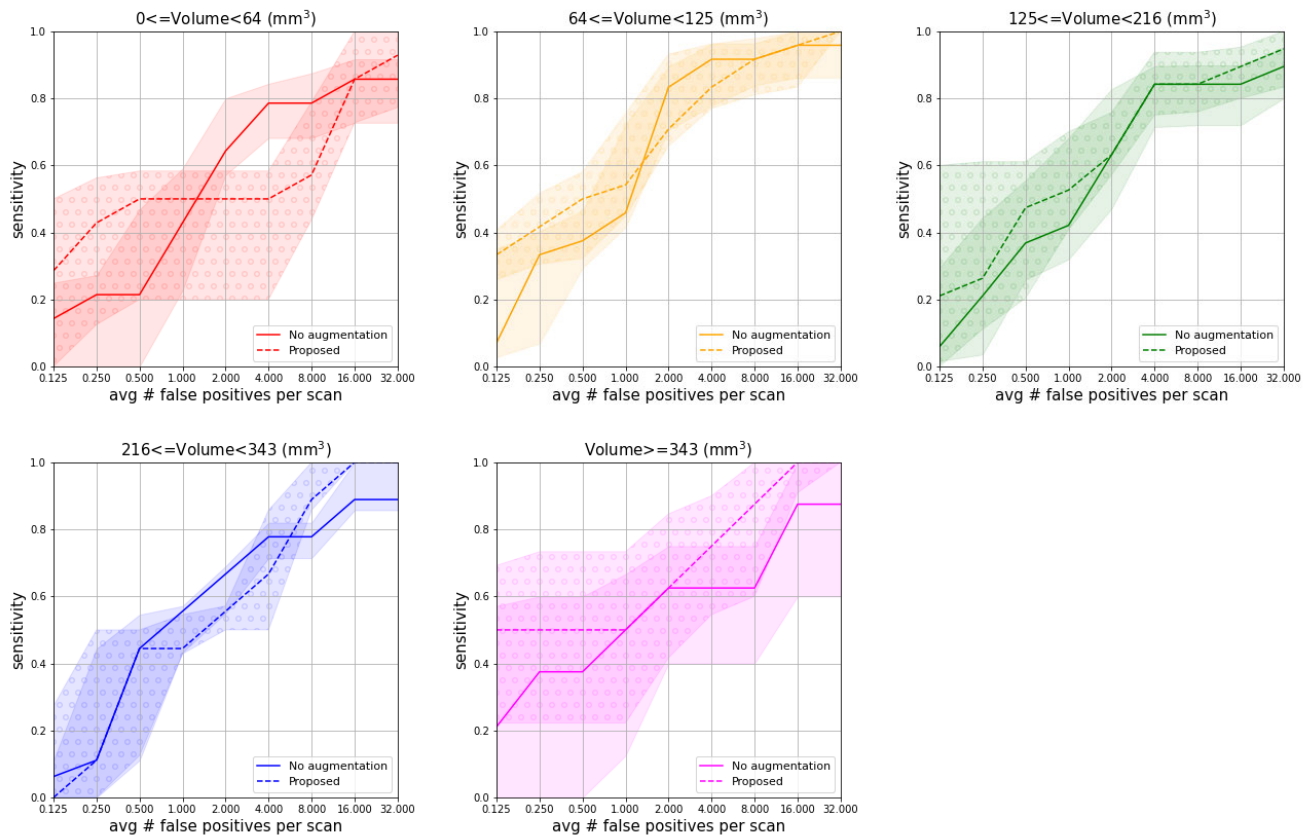 0<=Volume<64 (mm³)
64<=Volume<125 (mm³)
125<=Volume<216 (mm³)
1.0
0.8
0.6
0.4
0.2
0.0
sensitivity
No augmentation
Proposed
0.125 0.250 0.500 1.000 2.000 4.000 8.000 16.000 32.000
avg # false positives per scan
1.0
0.8
0.6
0.4
0.2
0.0
sensitivity
No augmentation
Proposed
0.125 0.250 0.500 1.000 2.000 4.000 8.000 16.000 32.000
avg # false positives per scan
1.0
0.8
0.6
0.4
0.2
0.0
sensitivity
No augmentation
Proposed
0.125 0.250 0.500 1.000 2.000 4.000 8.000 16.000 32.000
avg # false positives per scan
216<=Volume<343 (mm³)
Volume>=343 (mm³)
1.0
0.8
0.6
0.4
0.2
0.0
sensitivity
No augmentation
Proposed
0.125 0.250 0.500 1.000 2.000 4.000 8.000 16.000 32.000
avg # false positives per scan
1.0
0.8
0.6
0.4
0.2
0.0
sensitivity
No augmentation
Proposed
0.125 0.250 0.500 1.000 2.000 4.000 8.000 16.000 32.000
avg # false positives per scan